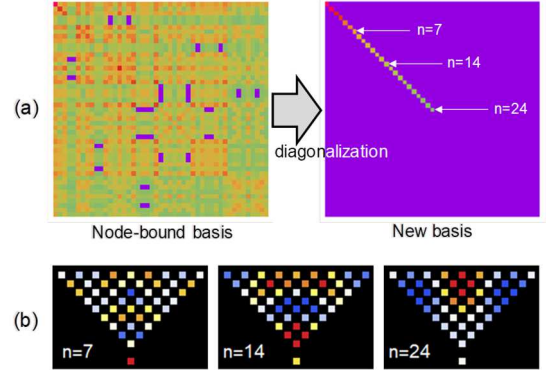 (a)
n=7
n=14
n=24
diagonalization
Node-bound basis
New basis
(b)
n=7
n=14
n=24